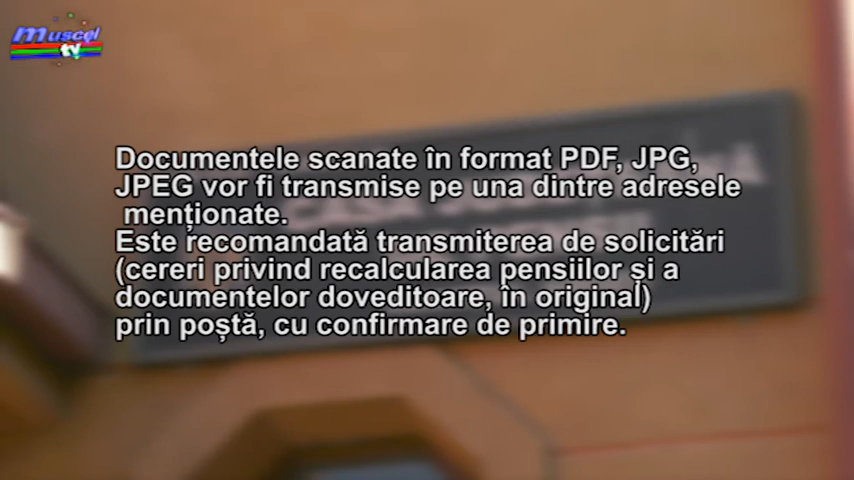 muscel
tv
Documentele scanate în format PDF, JPG,
JPEG vor fi transmise pe una dintre adresele
menționate.
Este recomandată transmiterea de solicitări
(cereri privind recalcularea pensiilor și a
documentelor doveditoare, în original)
prin poștă, cu confirmare de primire.
CASA